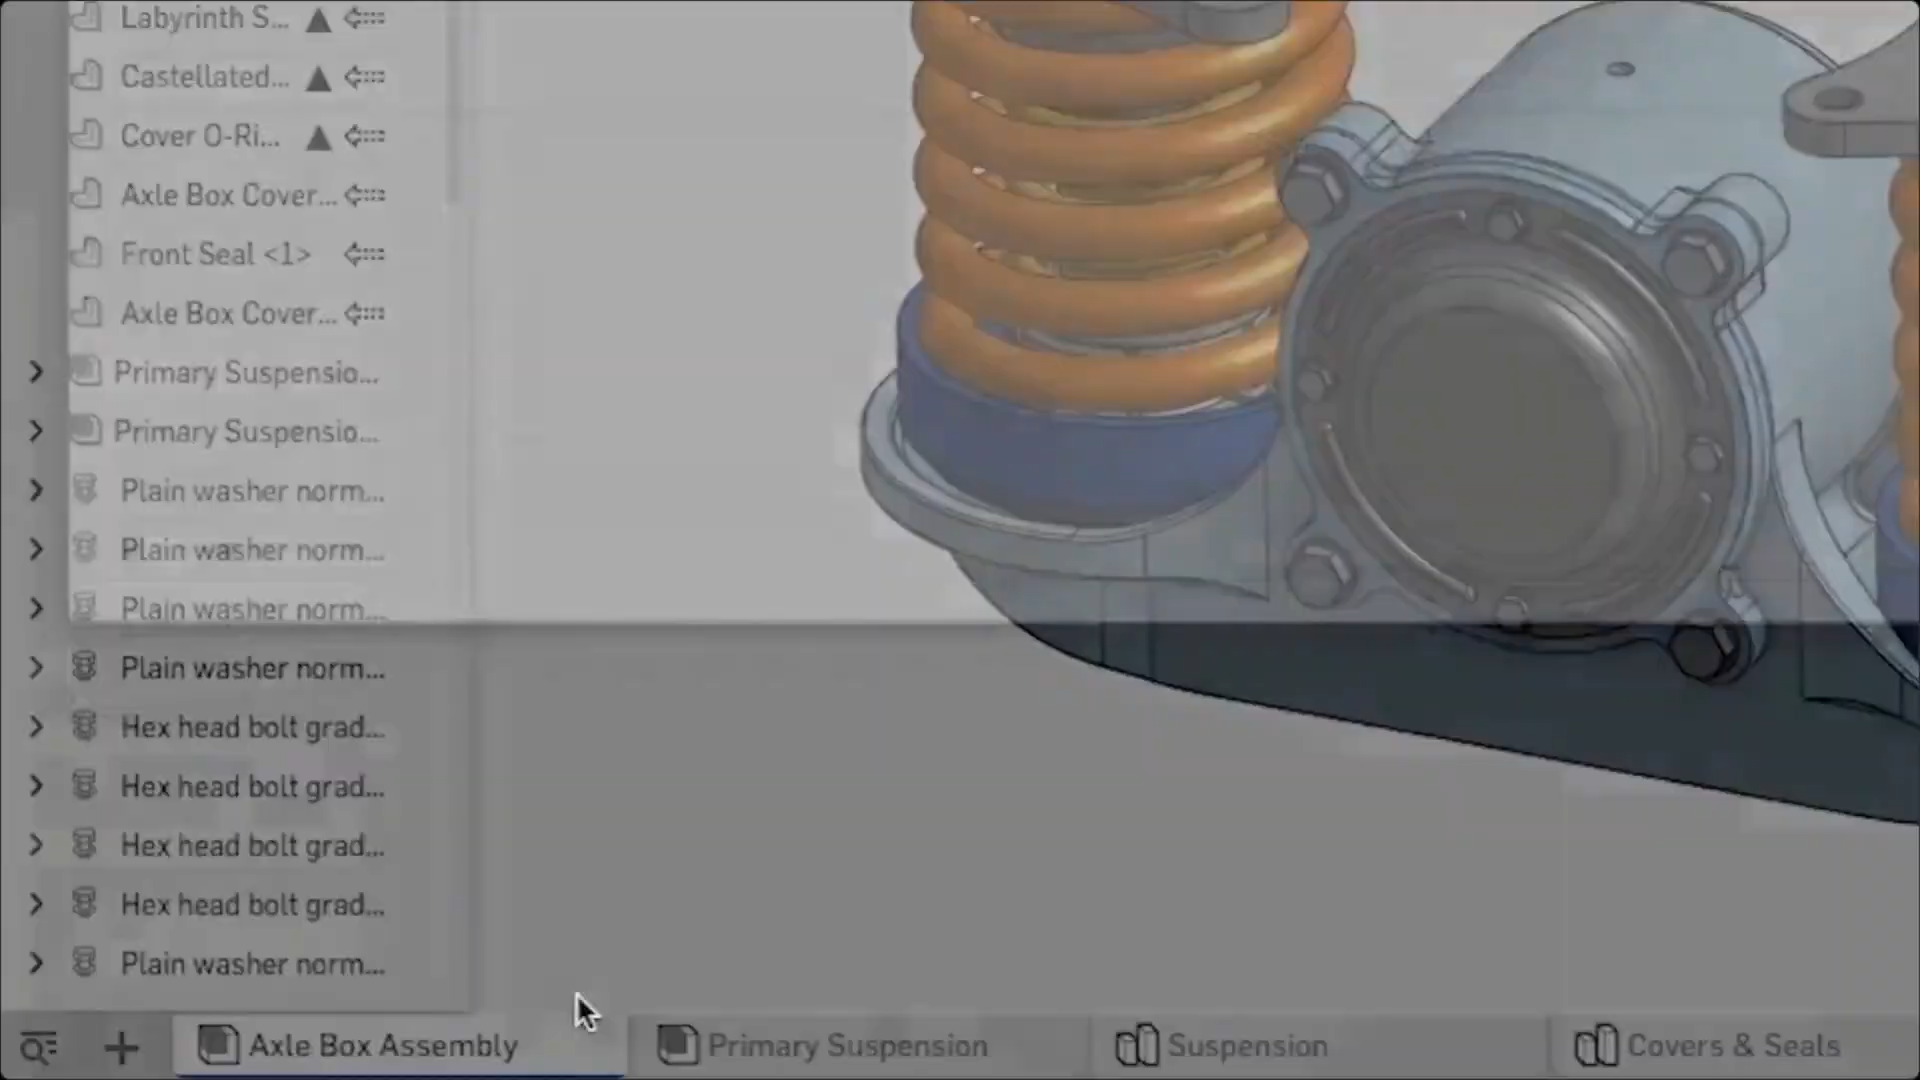 Labyrinth S...
Castellated...
Cover O-Ri...
Axle Box Cover...
Front Seal <1>
Axle Box Cover...
Primary Suspensio...
Primary Suspensio...
Plain washer norm...
Plain washer norm...
Plain washer norm...
Plain washer norm...
Hex head bolt grad...
Hex head bolt grad...
Hex head bolt grad...
Hex head bolt grad...
Plain washer norm...
Axle Box Assembly
Primary Suspension
Suspension
Covers & Seals